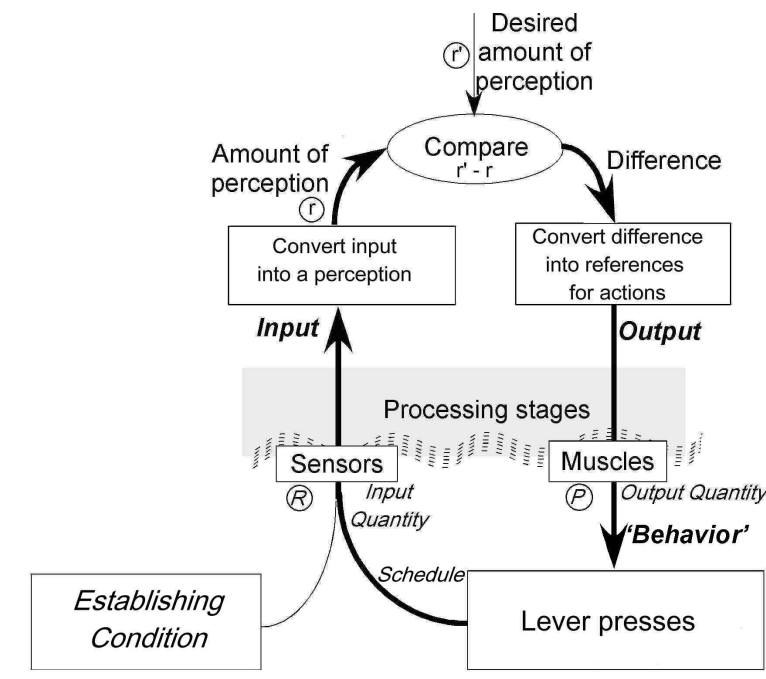 Desired
r' amount of
perception
Compare
r' - r
Amount of
perception
r
Difference
Convert input
into a perception
Convert difference
into references
for actions
Input
Output
Processing stages
Sensors
Muscles
R
Input
Quantity
P
Output Quantity
'Behavior'
Schedule
Establishing
Condition
Lever presses